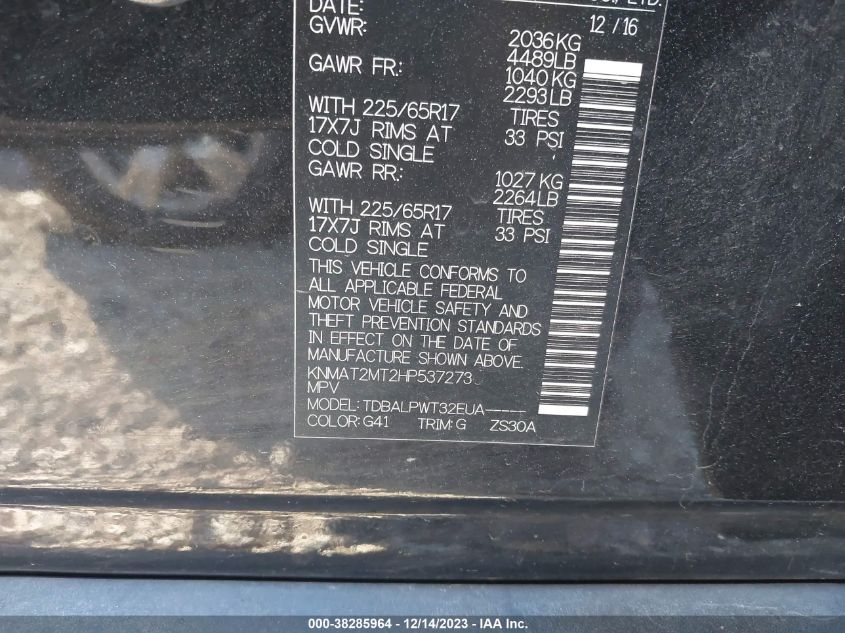 LTD.
DATE: 12/16
GVWR: 2036KG
4489LB
GAWR FR: 1040KG
2293LB
WITH 225/65R17 TIRES
17X7J RIMS AT 33 PSI
COLD SINGLE
GAWR RR: 1027KG
2264LB
WITH 225/65R17 TIRES
17X7J RIMS AT 33 PSI
COLD SINGLE
THIS VEHICLE CONFORMS TO
ALL APPLICABLE FEDERAL
MOTOR VEHICLE SAFETY AND
THEFT PREVENTION STANDARDS
IN EFFECT ON THE DATE OF
MANUFACTURE SHOWN ABOVE.
KNMAT2MT2HP537273
MPV
MODEL: TDBALPWT32EUA-----
COLOR: G41 TRIM: G ZS30A
000-38285964 - 12/14/2023 - IAA Inc.